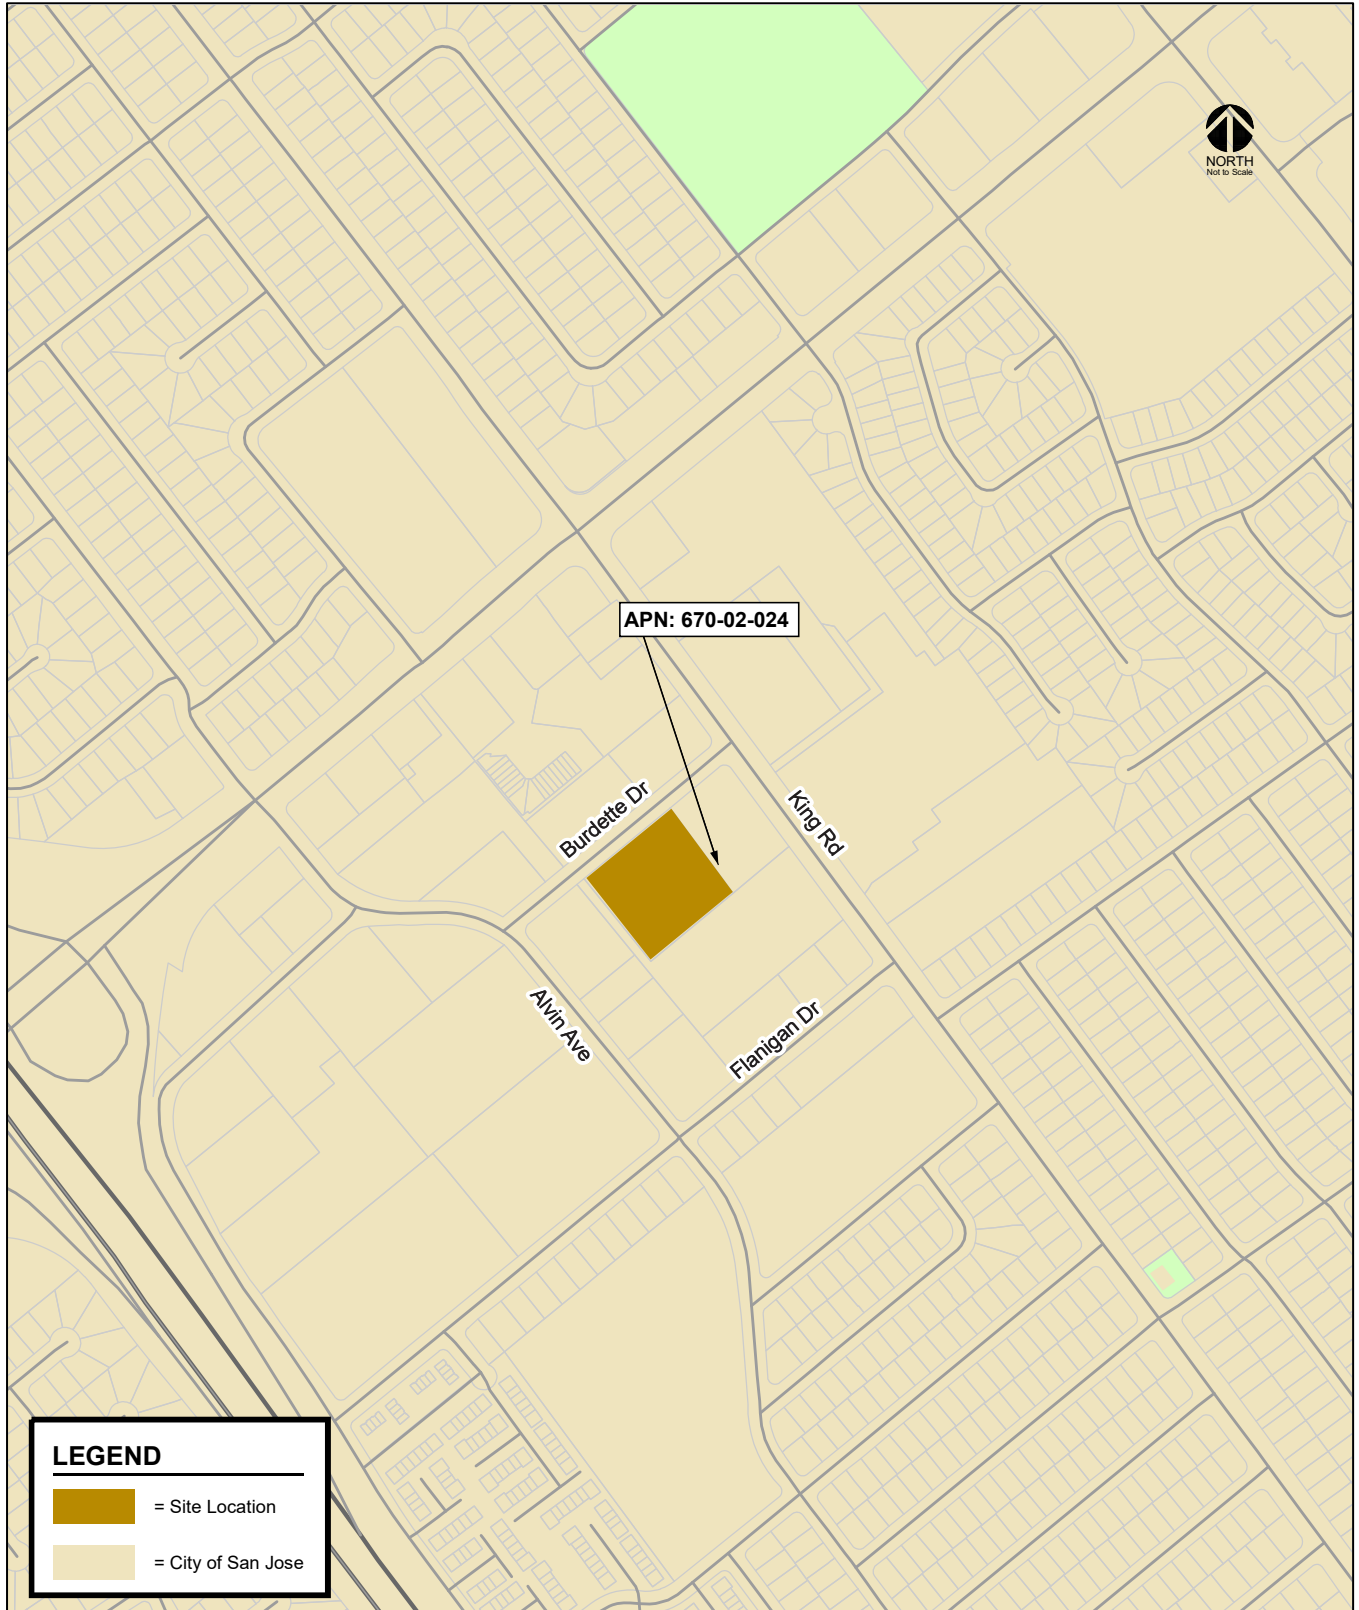 NORTH
Not to Scale
APN: 670-02-024
Burdette Dr
King Rd
Alvin Ave
Flanigan Dr
LEGEND
= Site Location
= City of San Jose